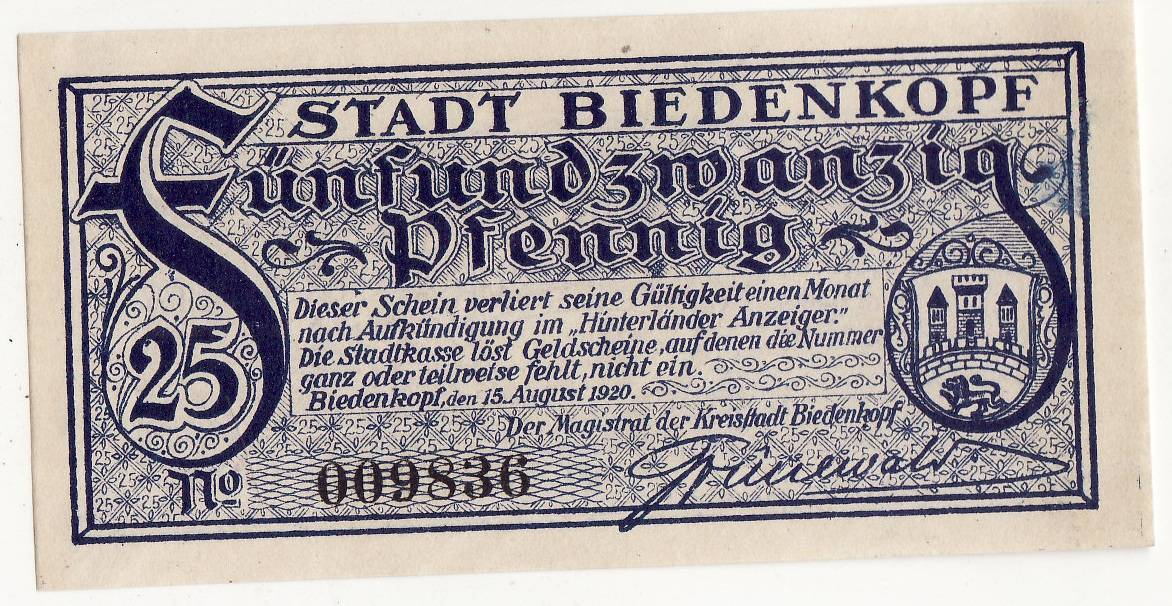 STADT BIEDENKOPF
Fünfundzwanzig
Pfennig
Dieser Schein verliert seine Gültigkeit einen Monat
nach Aufkündigung im „Hinterländer Anzeiger."
Die Stadtkasse löst Geldscheine, auf denen die Nummer
ganz oder teilweise fehlt, nicht ein.
Biedenkopf, den 15. August 1920.
25
Der Magistrat der Kreisstadt Biedenkopf
No 009836
Grünewald